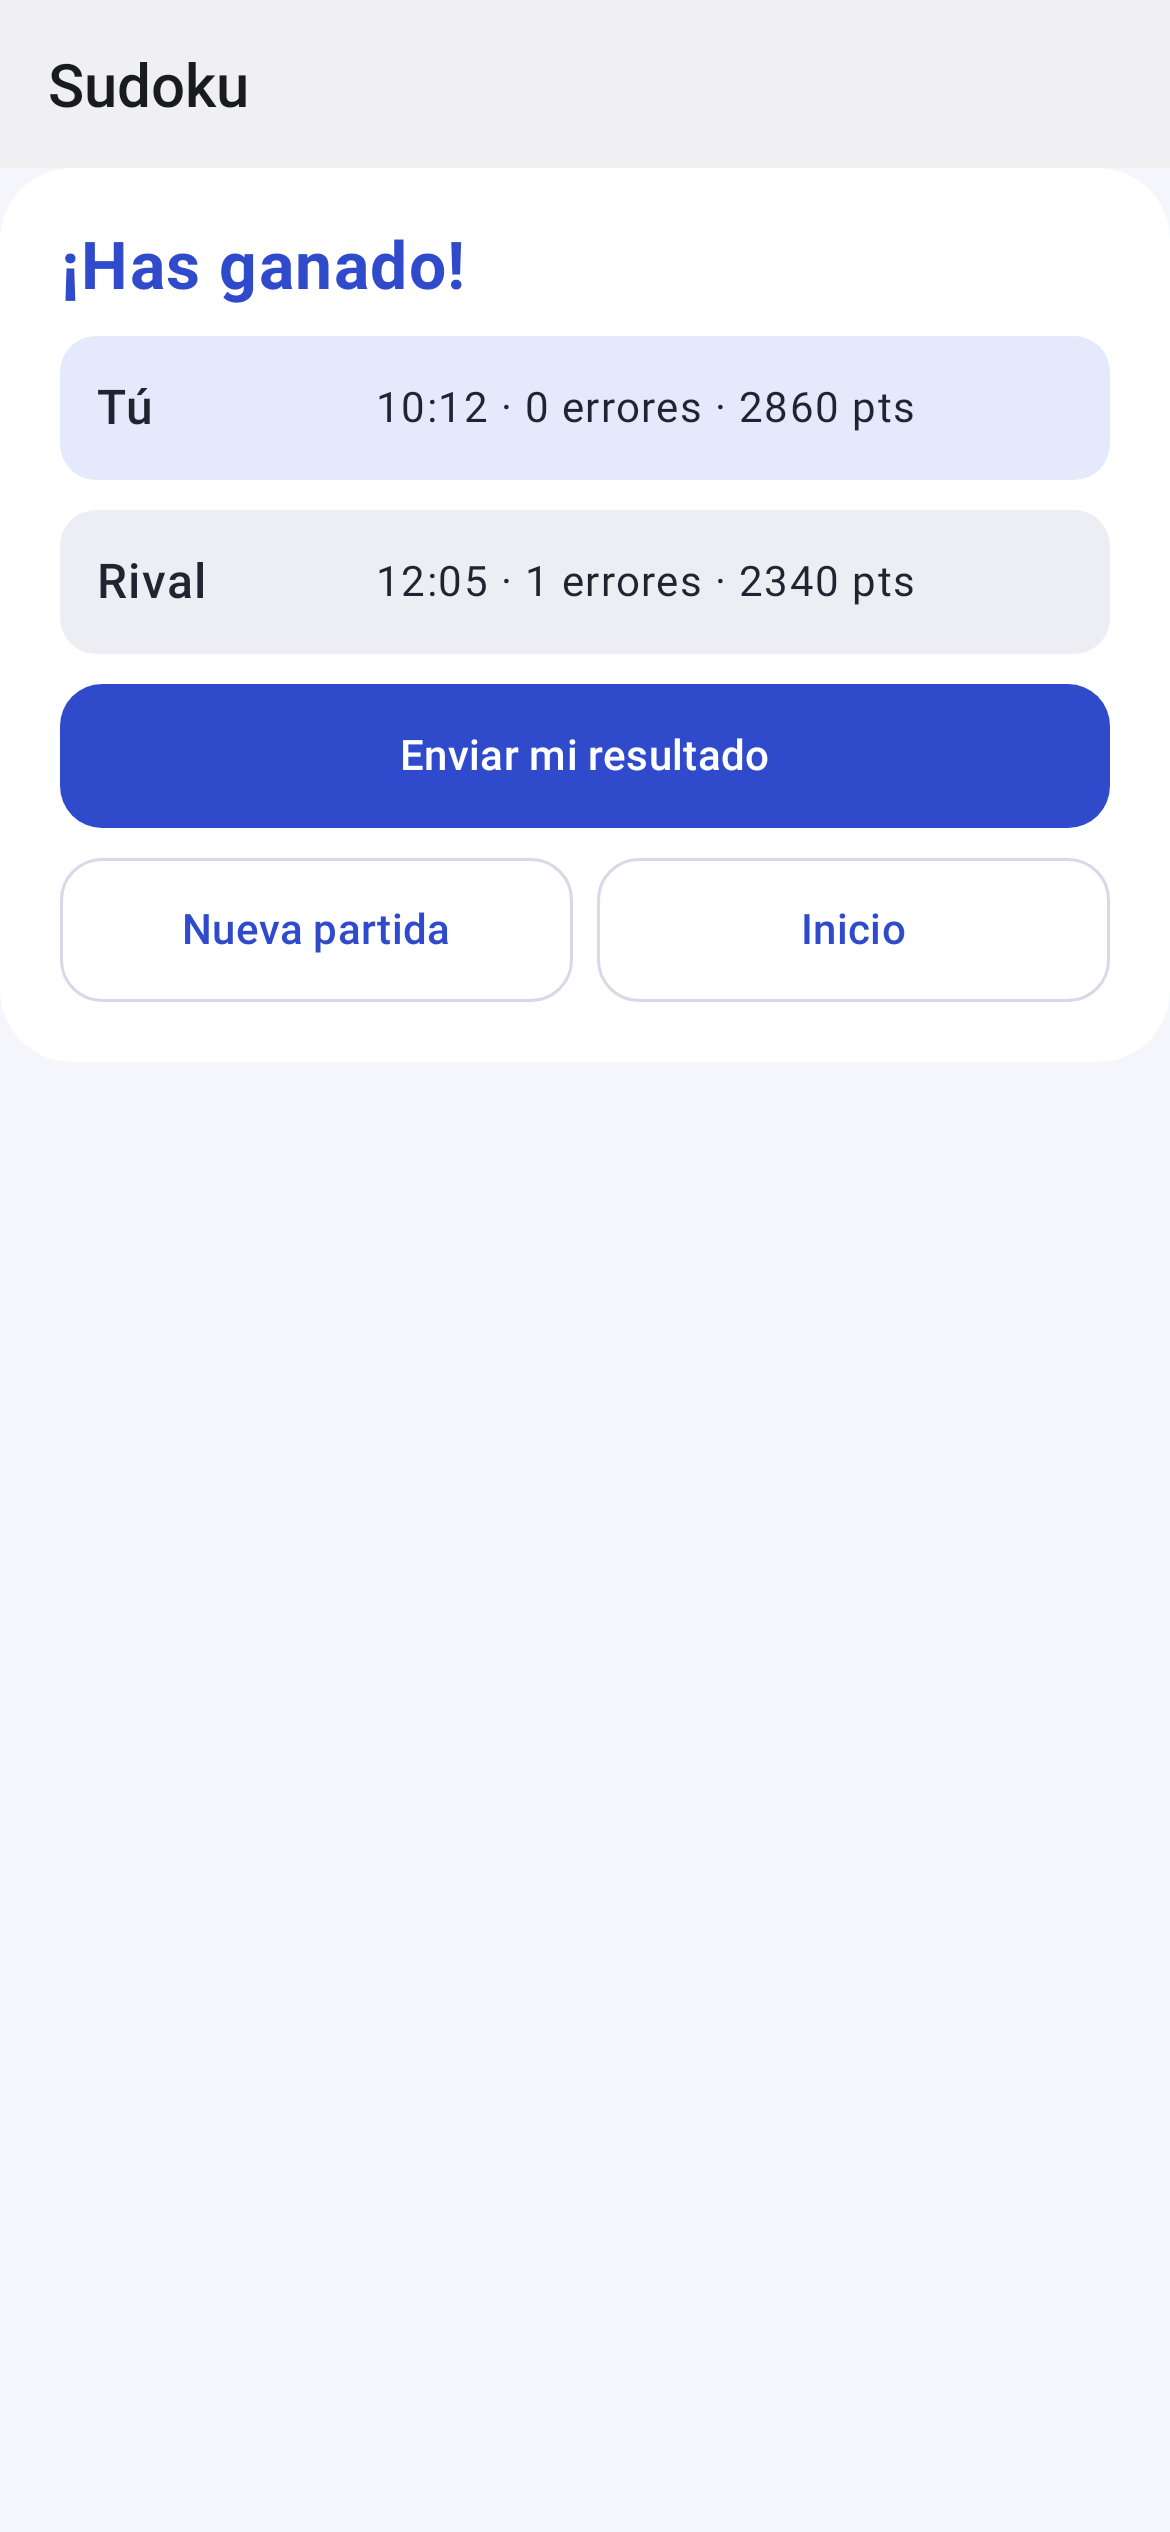 Sudoku
¡Has ganado!
Tú 10:12 · 0 errores · 2860 pts
Rival 12:05 · 1 errores · 2340 pts
Enviar mi resultado
Nueva partida Inicio